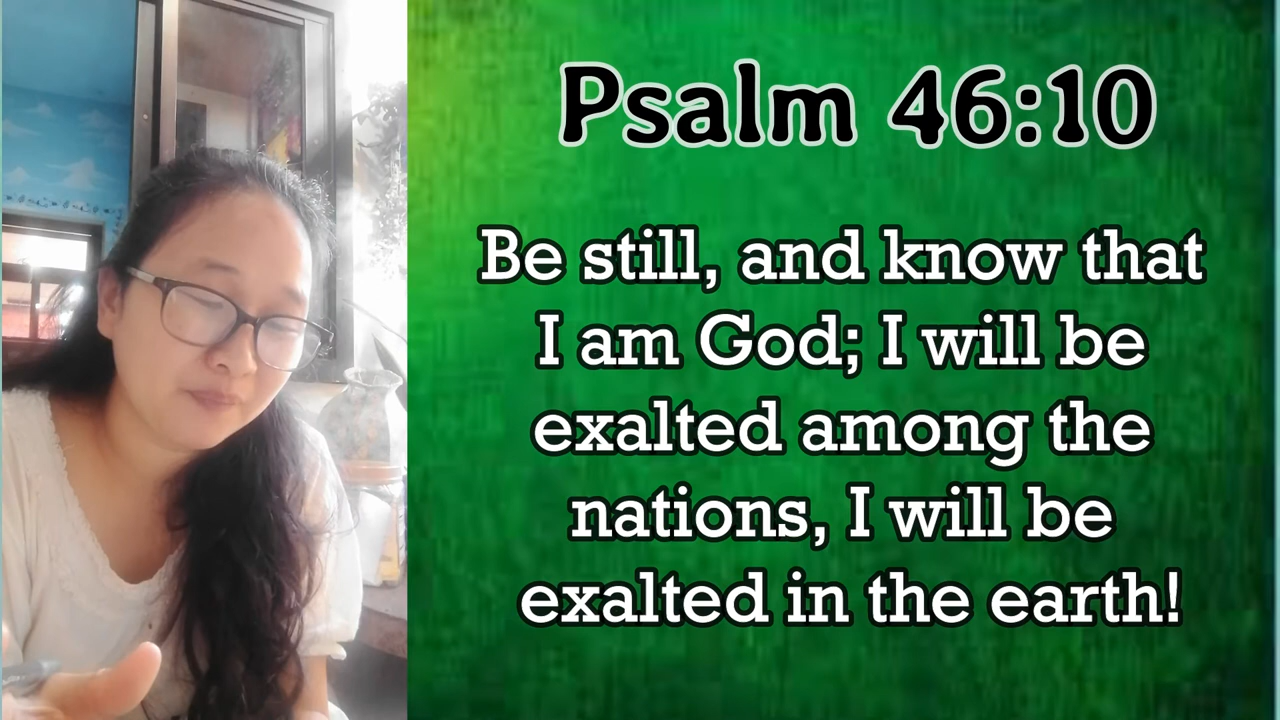 Psalm 46:10
Be still, and know that
I am God; I will be
exalted among the
nations, I will be
exalted in the earth!